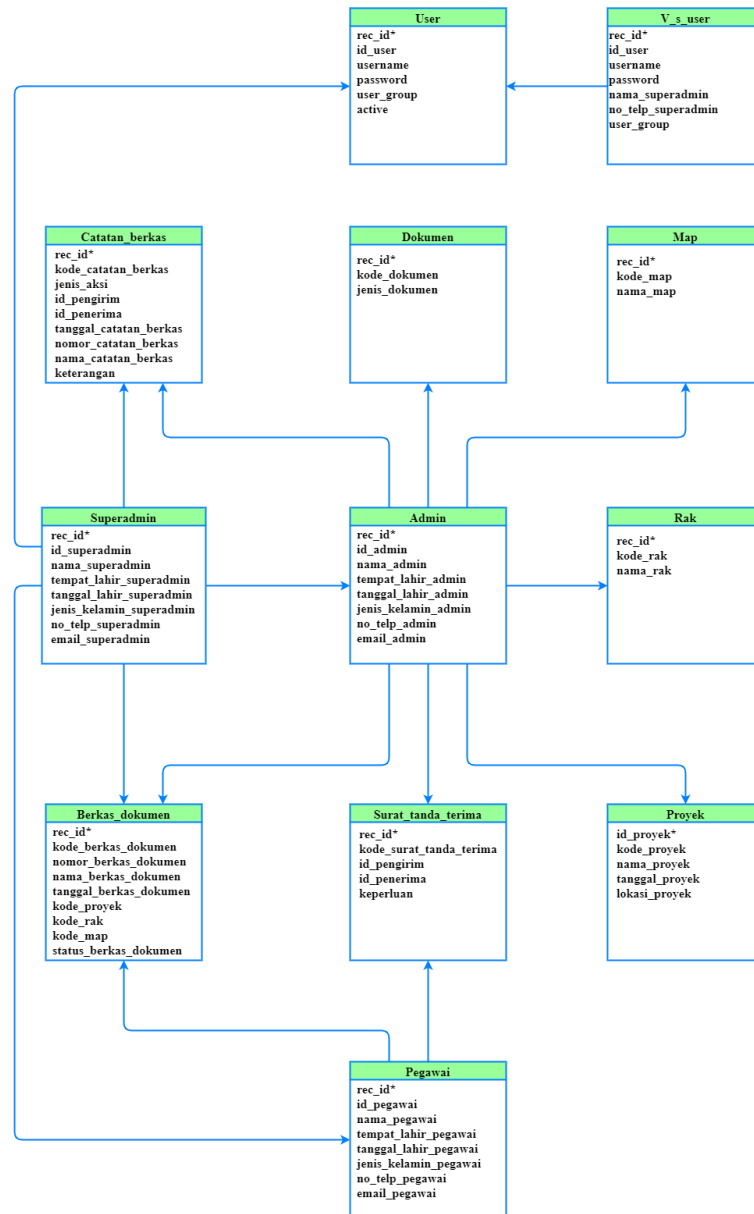 User
rec_id*
id_user
username
password
user_group
active
V_s_user
rec_id*
id_user
username
password
nama_superadmin
no_telp_superadmin
user_group
Catatan_berkas
rec_id*
kode_catatan_berkas
jenis_aksi
id_pengirim
id_penerima
tanggal_catatan_berkas
nomor_catatan_berkas
nama_catatan_berkas
keterangan
Dokumen
rec_id*
kode_dokumen
jenis_dokumen
Map
rec_id*
kode_map
nama_map
Superadmin
rec_id*
id_superadmin
nama_superadmin
tempat_lahir_superadmin
tanggal_lahir_superadmin
jenis_kelamin_superadmin
no_telp_superadmin
email_superadmin
Admin
rec_id*
id_admin
nama_admin
tempat_lahir_admin
tanggal_lahir_admin
jenis_kelamin_admin
no_telp_admin
email_admin
Rak
rec_id*
kode_rak
nama_rak
Berkas_dokumen
rec_id*
kode_berkas_dokumen
nomor_berkas_dokumen
nama_berkas_dokumen
tanggal_berkas_dokumen
kode_proyek
kode_rak
kode_map
status_berkas_dokumen
Surat_tanda_terima
rec_id*
kode_surat_tanda_terima
id_pengirim
id_penerima
keperluan
Proyek
id_proyek*
kode_proyek
nama_proyek
tanggal_proyek
lokasi_proyek
Pegawai
rec_id*
id_pegawai
nama_pegawai
tempat_lahir_pegawai
tanggal_lahir_pegawai
jenis_kelamin_pegawai
no_telp_pegawai
email_pegawai